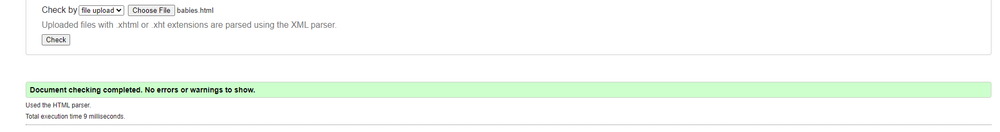 Check by file upload Choose File babies.html
Uploaded files with .xhtml or .xht extensions are parsed using the XML parser.
Check
Document checking completed. No errors or warnings to show.
Used the HTML parser.
Total execution time 9 milliseconds.